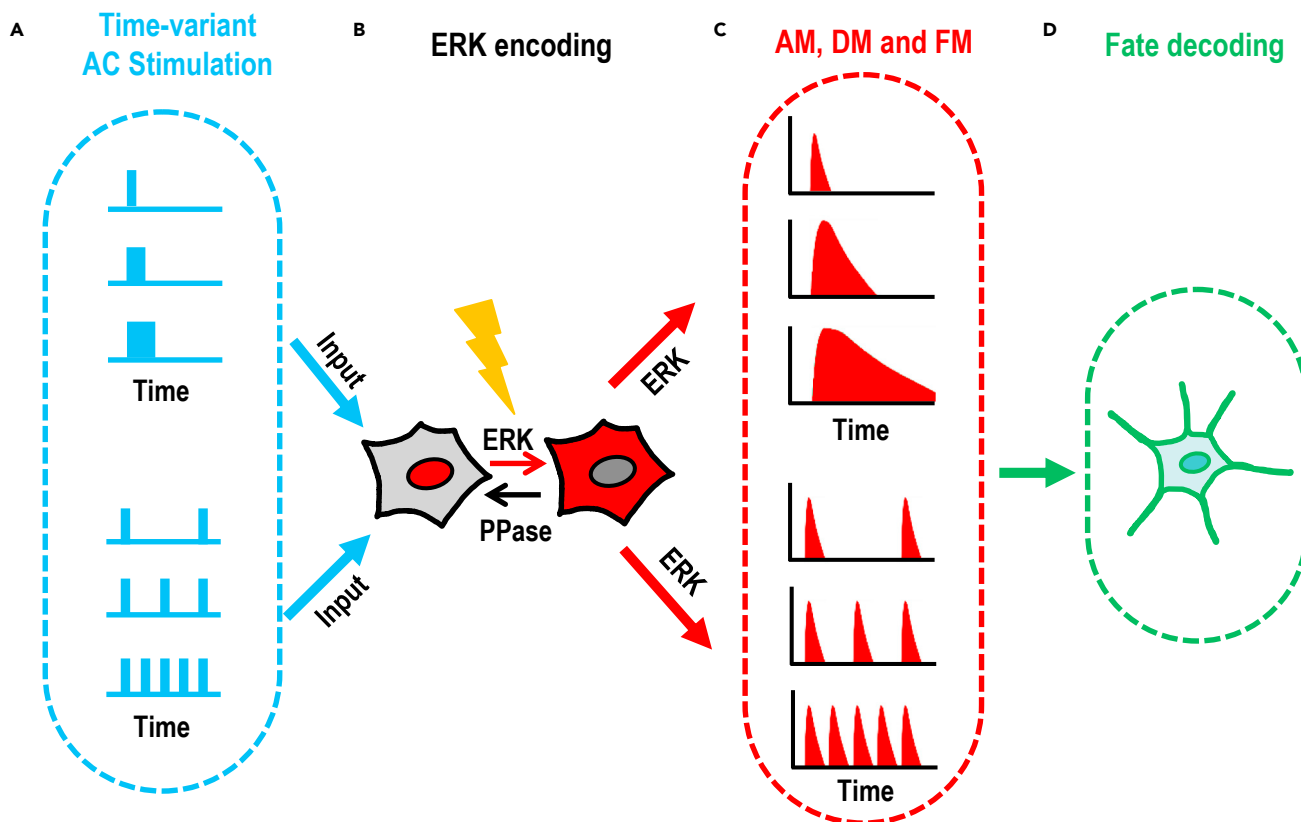 A
Time-variant
AC Stimulation
Time
Time
B
ERK encoding
Input
Input
ERK
PPase
ERK
ERK
C
AM, DM and FM
Time
Time
D
Fate decoding